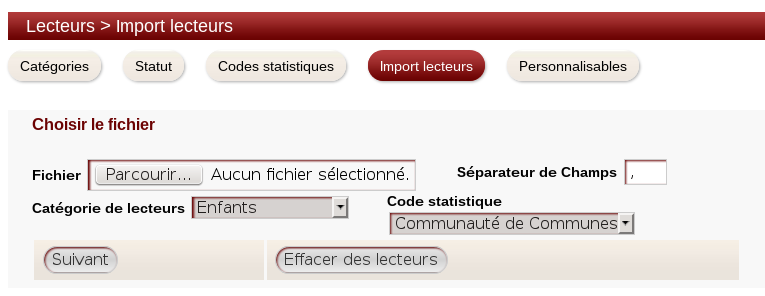 Lecteurs > Import lecteurs
Catégories Statut Codes statistiques Import lecteurs Personnalisables
Choisir le fichier
Fichier Parcourir... Aucun fichier sélectionné. Séparateur de Champs ,
Catégorie de lecteurs Enfants Code statistique
Communauté de Communes
Suivant Effacer des lecteurs